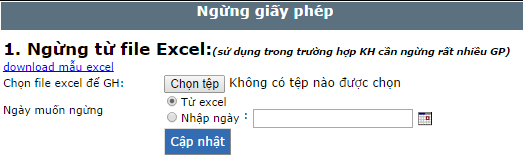 Ngừng giấy phép
1. Ngừng từ file Excel:(sử dụng trong trường hợp KH cần ngừng rất nhiều GP)
download mẫu excel
Chọn file excel để GH: Chọn tệp Không có tệp nào được chọn
Ngày muốn ngừng
Từ excel
Nhập ngày :
Cập nhật